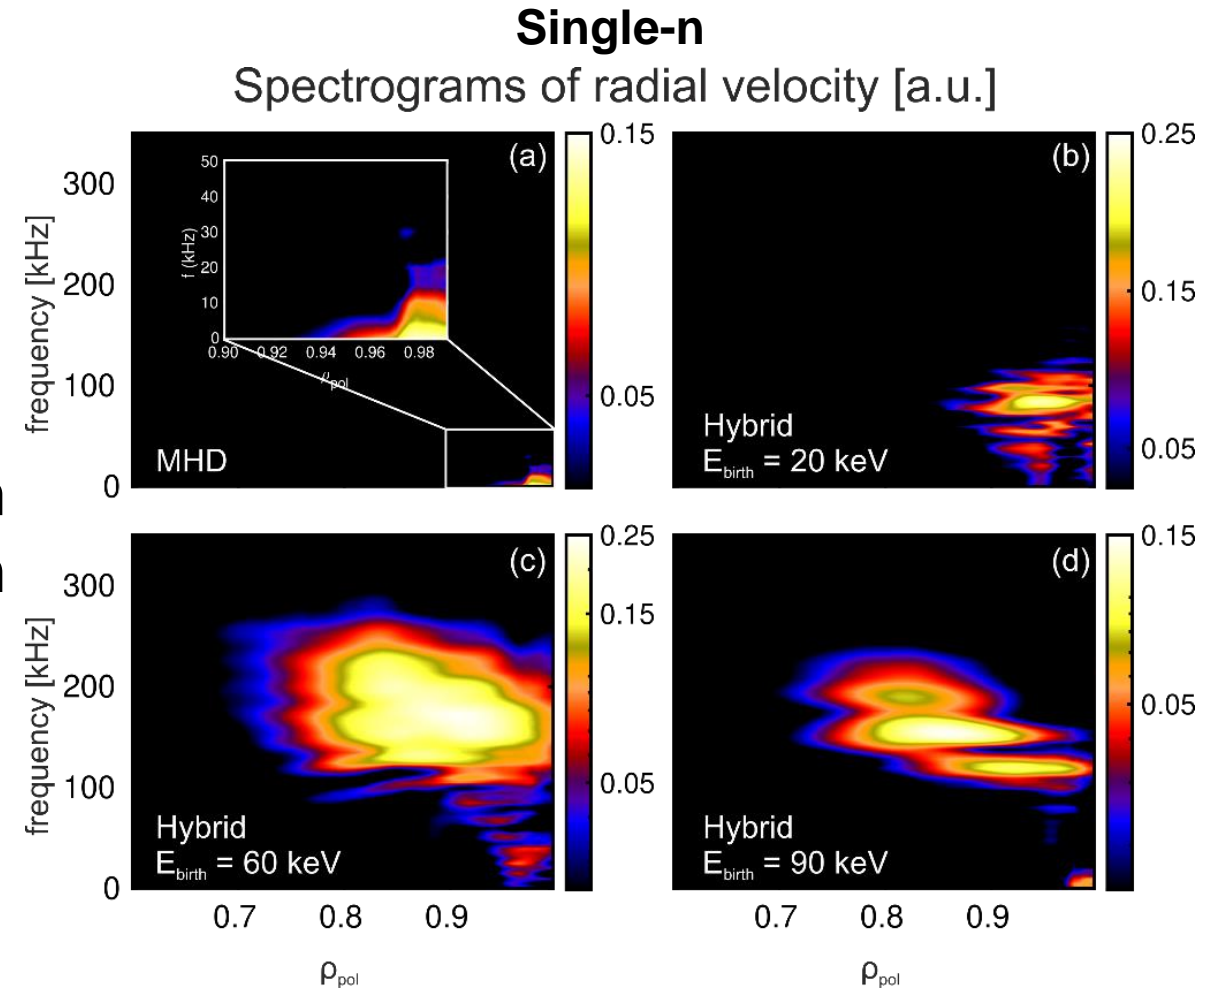 Single-n
Spectrograms of radial velocity [a.u.]
(a)
0.15
0.05
50
40
30
20
10
0
f (kHz)
0.90 0.92 0.94 0.96 0.98
ρpol
MHD
300
200
100
0
frequency [kHz]
(b)
0.25
0.15
0.05
Hybrid
Ebirth = 20 keV
n
n
(c)
0.25
0.15
0.05
300
200
100
0
frequency [kHz]
Hybrid
Ebirth = 60 keV
0.7 0.8 0.9
ρpol
(d)
0.15
0.05
Hybrid
Ebirth = 90 keV
0.7 0.8 0.9
ρpol